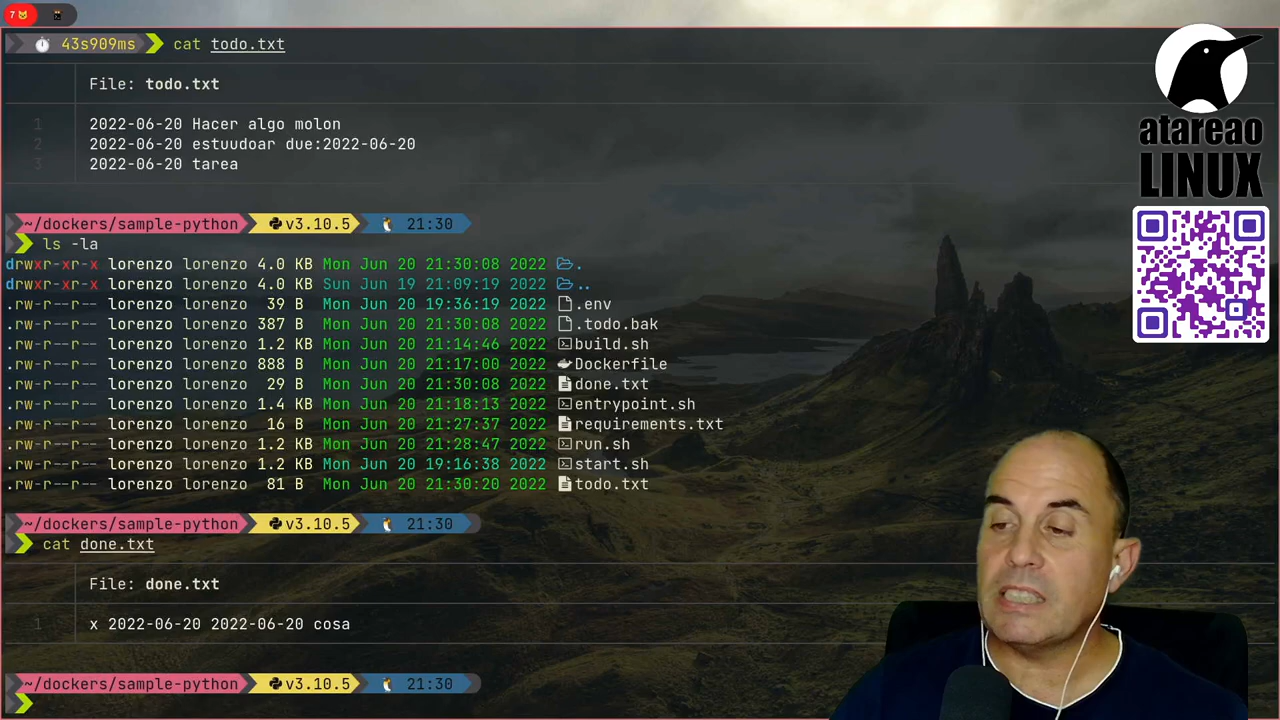 7
43s909ms cat todo.txt
File: todo.txt
1 2022-06-20 Hacer algo molon
2 2022-06-20 estuudoar due:2022-06-20
3 2022-06-20 tarea
~/dockers/sample-python v3.10.5 21:30
ls -la
drwxr-xr-x lorenzo lorenzo 4.0 KB Mon Jun 20 21:30:08 2022 .
drwxr-xr-x lorenzo lorenzo 4.0 KB Sun Jun 19 21:09:19 2022 ..
.rw-r--r-- lorenzo lorenzo 39 B Mon Jun 20 19:36:19 2022 .env
.rw-r--r-- lorenzo lorenzo 387 B Mon Jun 20 21:30:08 2022 .todo.bak
.rw-r--r-- lorenzo lorenzo 1.2 KB Mon Jun 20 21:14:46 2022 build.sh
.rw-r--r-- lorenzo lorenzo 888 B Mon Jun 20 21:17:00 2022 Dockerfile
.rw-r--r-- lorenzo lorenzo 29 B Mon Jun 20 21:30:08 2022 done.txt
.rw-r--r-- lorenzo lorenzo 1.4 KB Mon Jun 20 21:18:13 2022 entrypoint.sh
.rw-r--r-- lorenzo lorenzo 16 B Mon Jun 20 21:27:37 2022 requirements.txt
.rw-r--r-- lorenzo lorenzo 1.2 KB Mon Jun 20 21:28:47 2022 run.sh
.rw-r--r-- lorenzo lorenzo 1.2 KB Mon Jun 20 19:16:38 2022 start.sh
.rw-r--r-- lorenzo lorenzo 81 B Mon Jun 20 21:30:20 2022 todo.txt
~/dockers/sample-python v3.10.5 21:30
cat done.txt
File: done.txt
1 x 2022-06-20 2022-06-20 cosa
~/dockers/sample-python v3.10.5 21:30
atareao
LINUX